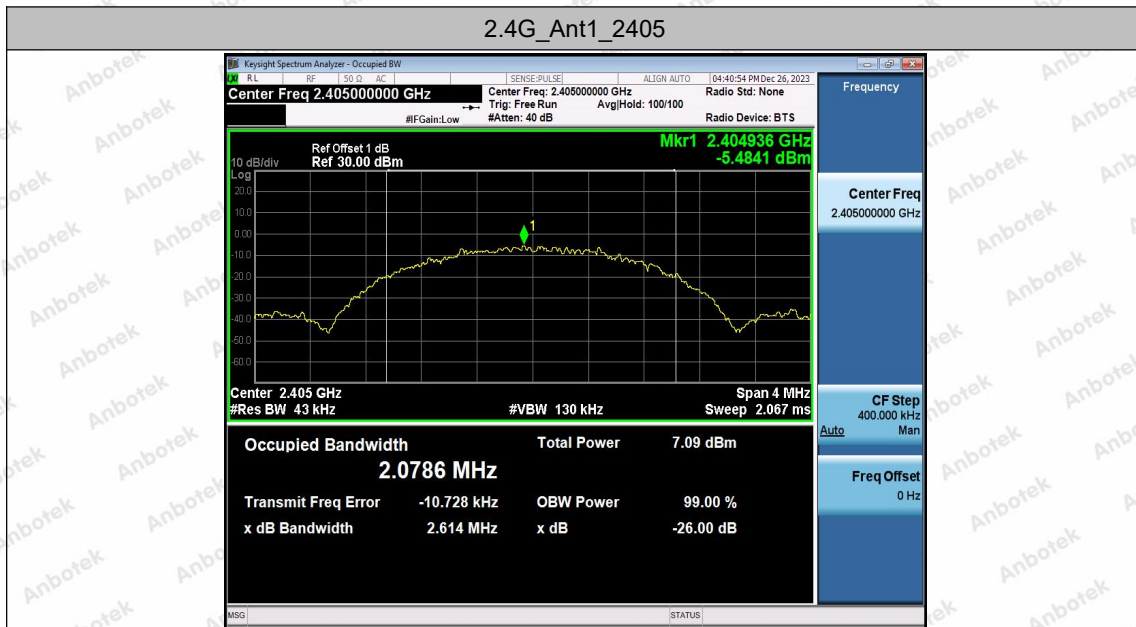 2.4G_Ant1_2405
Keysight Spectrum Analyzer - Occupied BW
LXI RL RF 50 Ω AC SENSE:PULSE ALIGN AUTO 04:40:54 PM Dec 26, 2023
Center Freq 2.405000000 GHz
Center Freq: 2.405000000 GHz
Radio Std: None
Trig: Free Run Avg|Hold: 100/100
#IFGain:Low
#Atten: 40 dB
Radio Device: BTS
Ref Offset 1 dB
Mkr1 2.404936 GHz
10 dB/div Ref 30.00 dBm -5.4841 dBm
Log
20.0
10.0
0.00
-10.0
-20.0
-30.0
-40.0
-50.0
-60.0
1
Center 2.405 GHz Span 4 MHz
#Res BW 43 kHz #VBW 130 kHz Sweep 2.067 ms
Occupied Bandwidth Total Power 7.09 dBm
2.0786 MHz
Transmit Freq Error -10.728 kHz OBW Power 99.00 %
x dB Bandwidth 2.614 MHz x dB -26.00 dB
MSG STATUS
Frequency
Center Freq
2.405000000 GHz
CF Step
400.000 kHz
Auto Man
Freq Offset
0 Hz
Anbotek